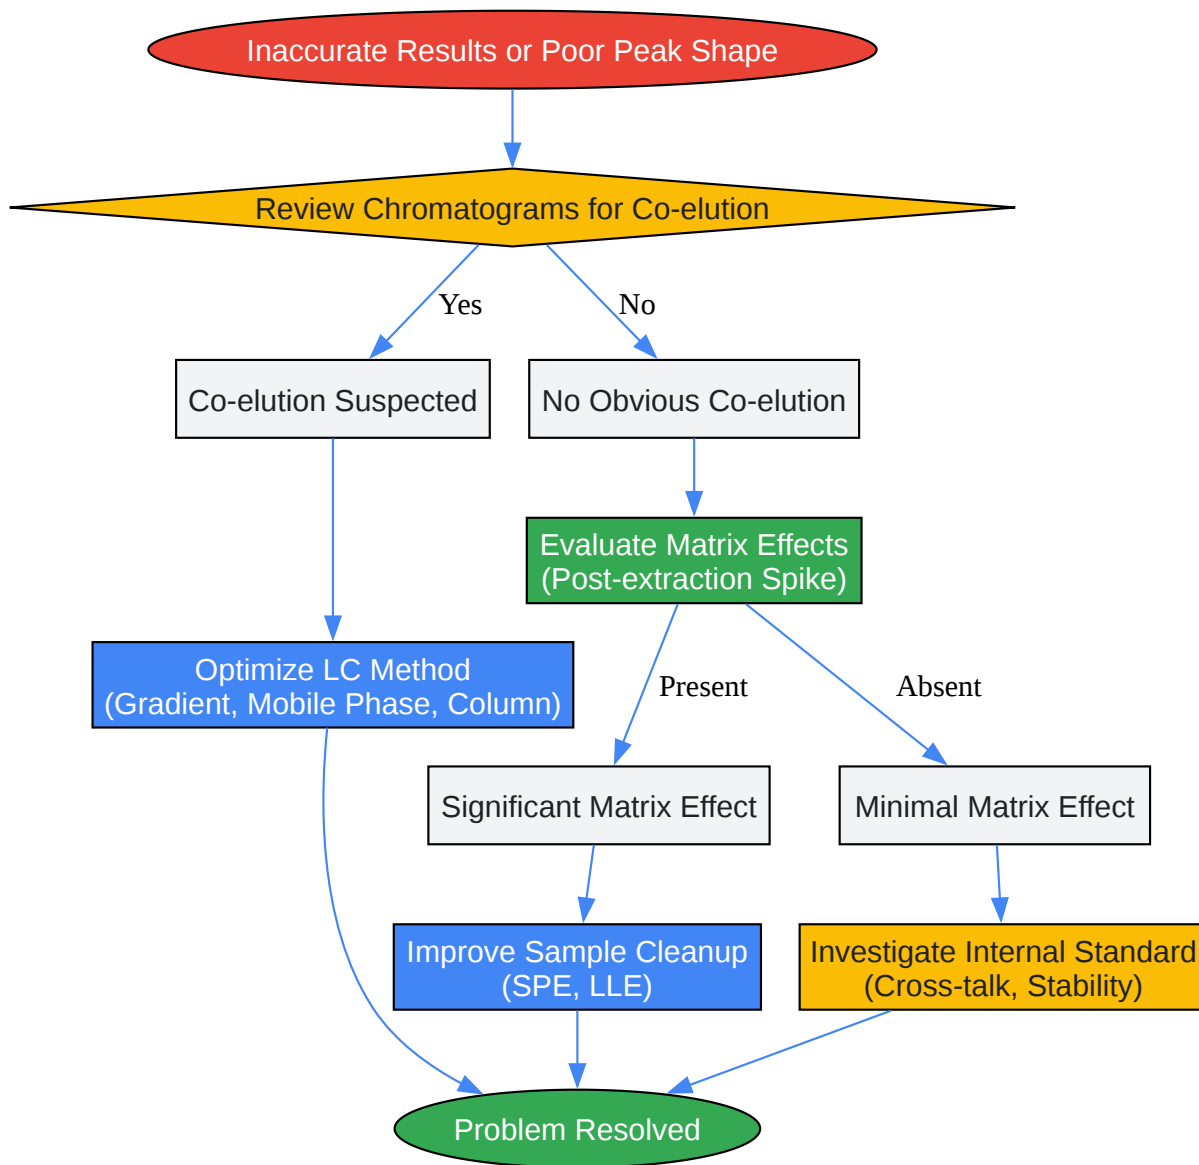 Inaccurate Results or Poor Peak Shape
Review Chromatograms for Co-elution
Yes
No
Co-elution Suspected
No Obvious Co-elution
Evaluate Matrix Effects
(Post-extraction Spike)
Optimize LC Method
(Gradient, Mobile Phase, Column)
Present
Absent
Significant Matrix Effect
Minimal Matrix Effect
Improve Sample Cleanup
(SPE, LLE)
Investigate Internal Standard
(Cross-talk, Stability)
Problem Resolved